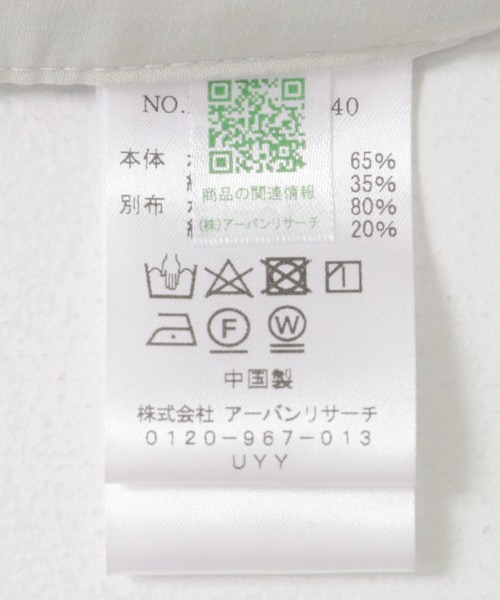 NO. 40
本体 65%
35%
別布 80%
20%
商品の関連情報
(株)アーバンリサーチ
F W
中国製
株式会社 アーバンリサーチ
0120-967-013
UYY